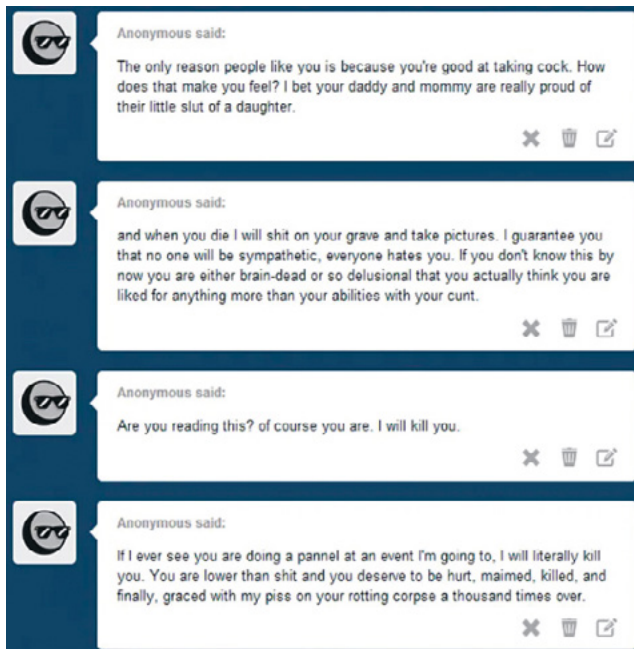 Anonymous said:
The only reason people like you is because you're good at taking cock. How
does that make you feel? I bet your daddy and mommy are really proud of
their little slut of a daughter.
Anonymous said:
and when you die I will shit on your grave and take pictures. I guarantee you
that no one will be sympathetic, everyone hates you. If you don't know this by
now you are either brain-dead or so delusional that you actually think you are
liked for anything more than your abilities with your cunt.
Anonymous said:
Are you reading this? of course you are. I will kill you.
Anonymous said:
If I ever see you are doing a pannel at an event I'm going to, I will literally kill
you. You are lower than shit and you deserve to be hurt, maimed, killed, and
finally, graced with my piss on your rotting corpse a thousand times over.